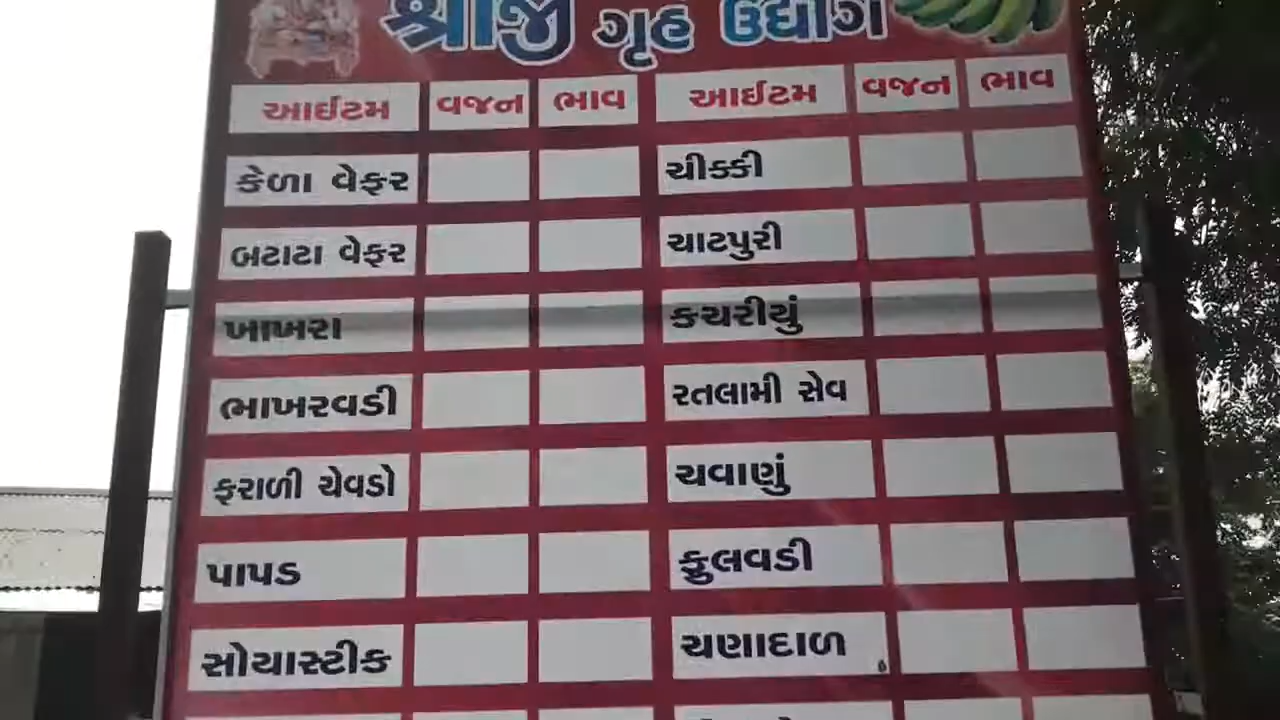 શ્રીજી ગૃહ ઉદ્યોગ
આઈટમ વજન ભાવ આઈટમ વજન ભાવ
કેળા વેફર ચીક્કી
બટાટા વેફર ચાટપુરી
ખાખરા કચરીયું
ભાખરવડી રતલામી સેવ
ફરાળી ચેવડો ચવાણું
પાપડ ફુલવડી
સોયાસ્ટીક ચણાદાળ